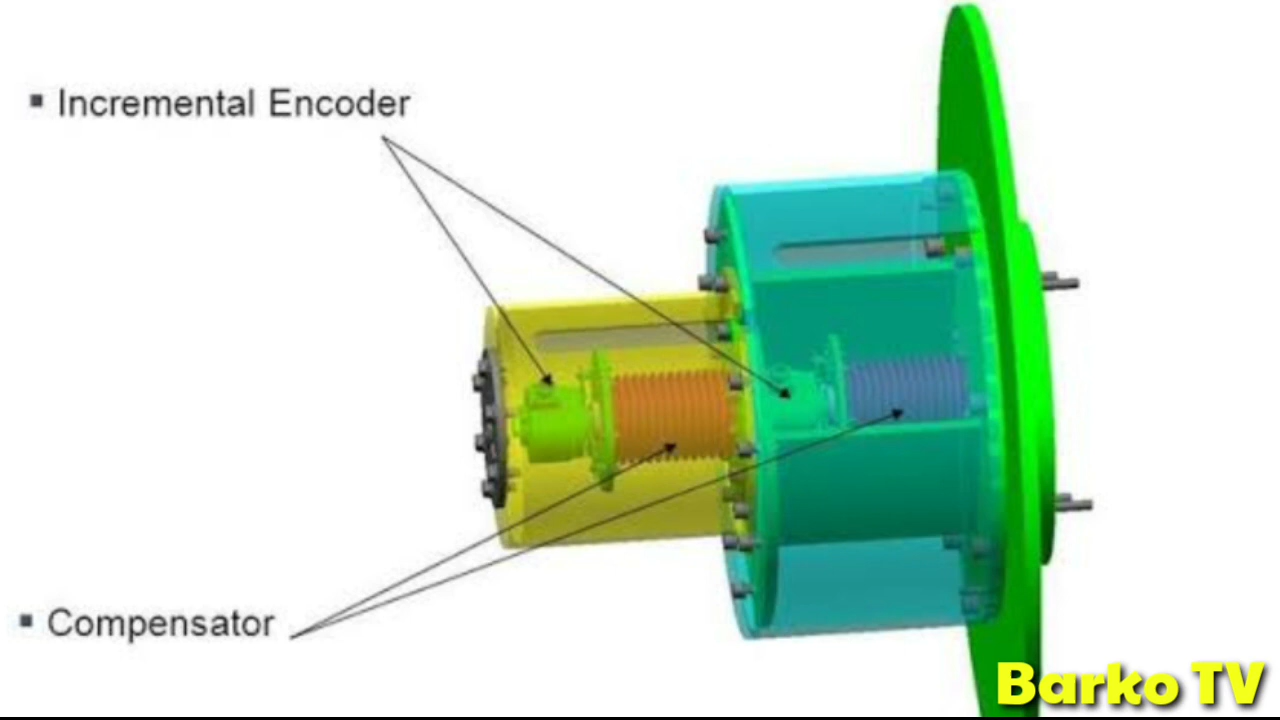 ▪ Incremental Encoder
▪ Compensator
Barko TV